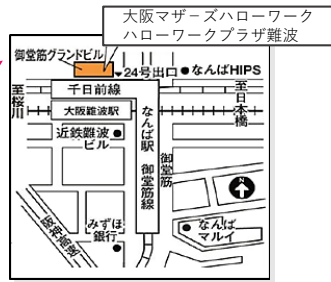 大阪マザーズハローワーク
ハローワークプラザ難波
御堂筋グランドビル
24号出口
なんばHIPS
至桜川
千日前線
至日本橋
大阪難波駅
近鉄難波
ビル
なんば駅 御堂筋線
御堂筋
阪神高速
みずほ
銀行
なんば
マルイ